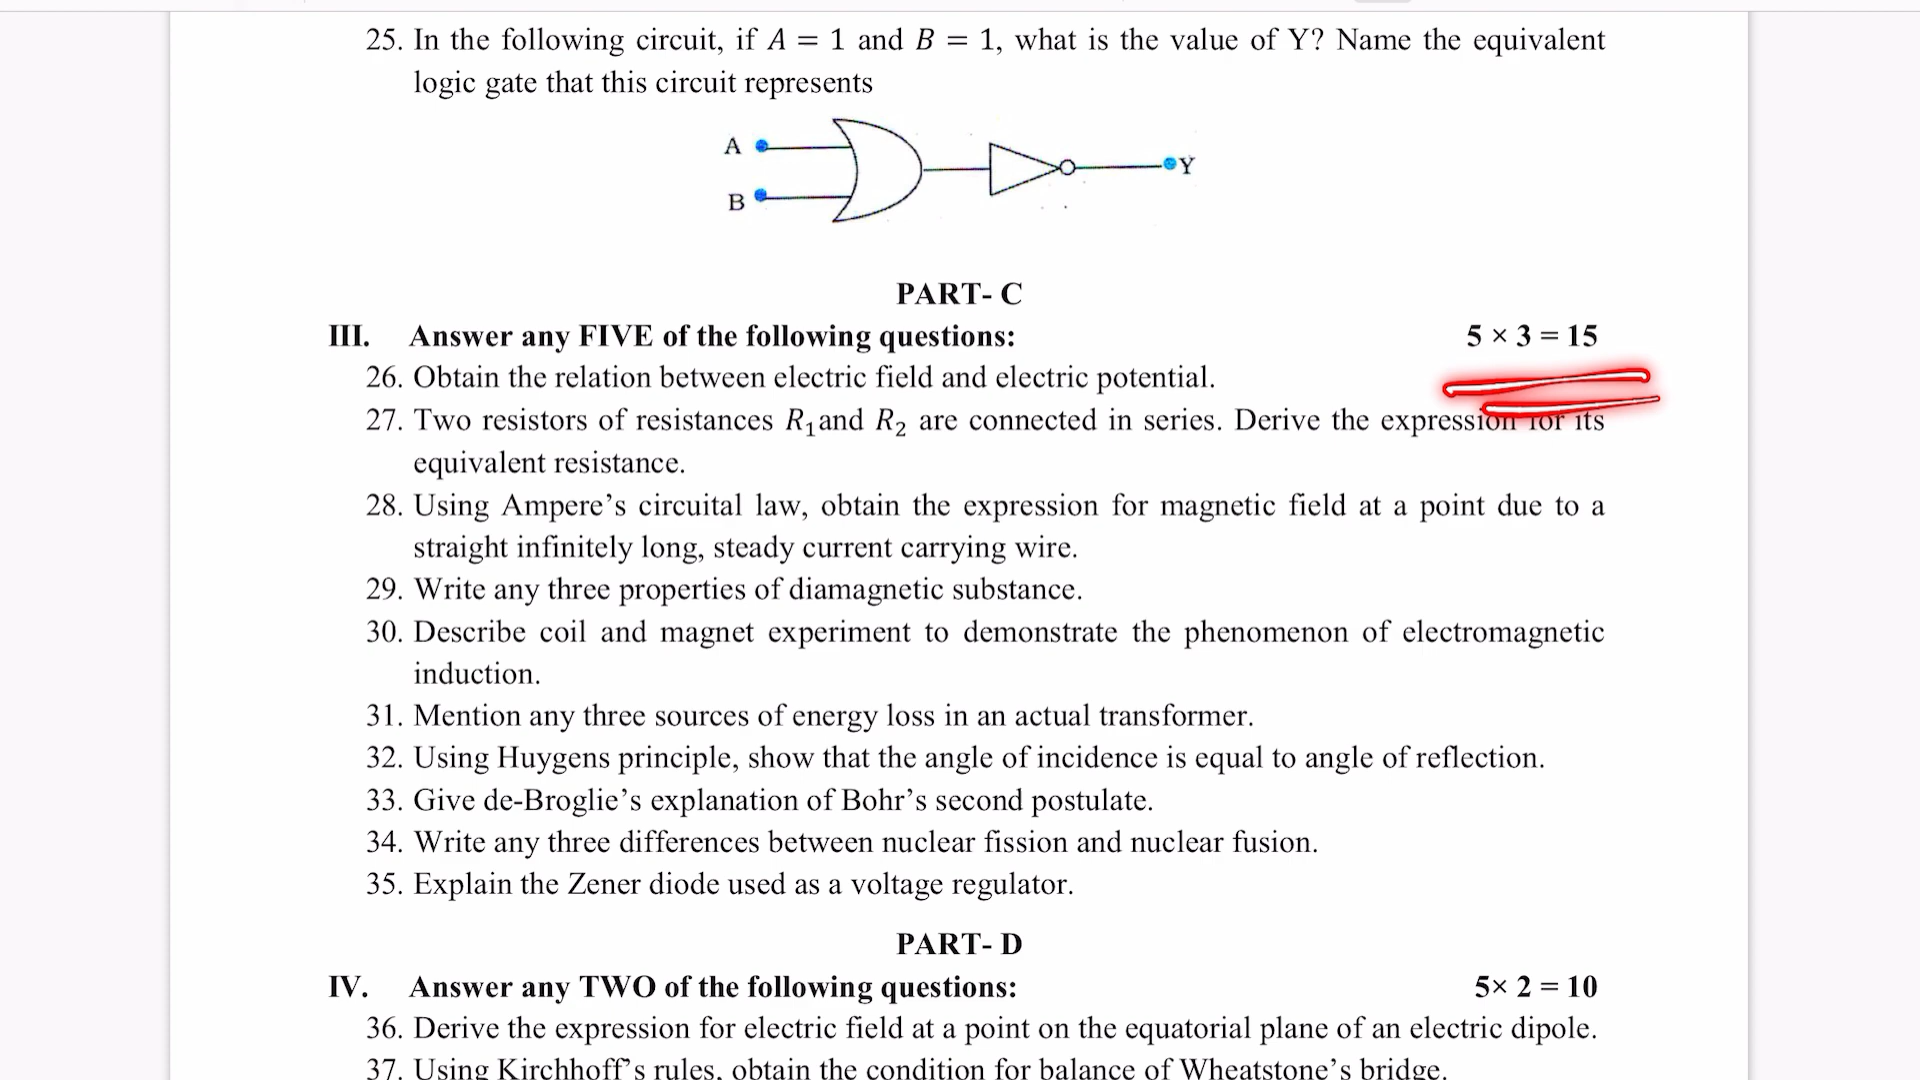 25. In the following circuit, if A = 1 and B = 1, what is the value of Y? Name the equivalent
logic gate that this circuit represents
A
B
Y
PART- C
III. Answer any FIVE of the following questions: 5 × 3 = 15
26. Obtain the relation between electric field and electric potential.
27. Two resistors of resistances R₁and R₂ are connected in series. Derive the expression for its
equivalent resistance.
28. Using Ampere’s circuital law, obtain the expression for magnetic field at a point due to a
straight infinitely long, steady current carrying wire.
29. Write any three properties of diamagnetic substance.
30. Describe coil and magnet experiment to demonstrate the phenomenon of electromagnetic
induction.
31. Mention any three sources of energy loss in an actual transformer.
32. Using Huygens principle, show that the angle of incidence is equal to angle of reflection.
33. Give de-Broglie’s explanation of Bohr’s second postulate.
34. Write any three differences between nuclear fission and nuclear fusion.
35. Explain the Zener diode used as a voltage regulator.
PART- D
IV. Answer any TWO of the following questions: 5× 2 = 10
36. Derive the expression for electric field at a point on the equatorial plane of an electric dipole.
37. Using Kirchhoff’s rules, obtain the condition for balance of Wheatstone’s bridge.